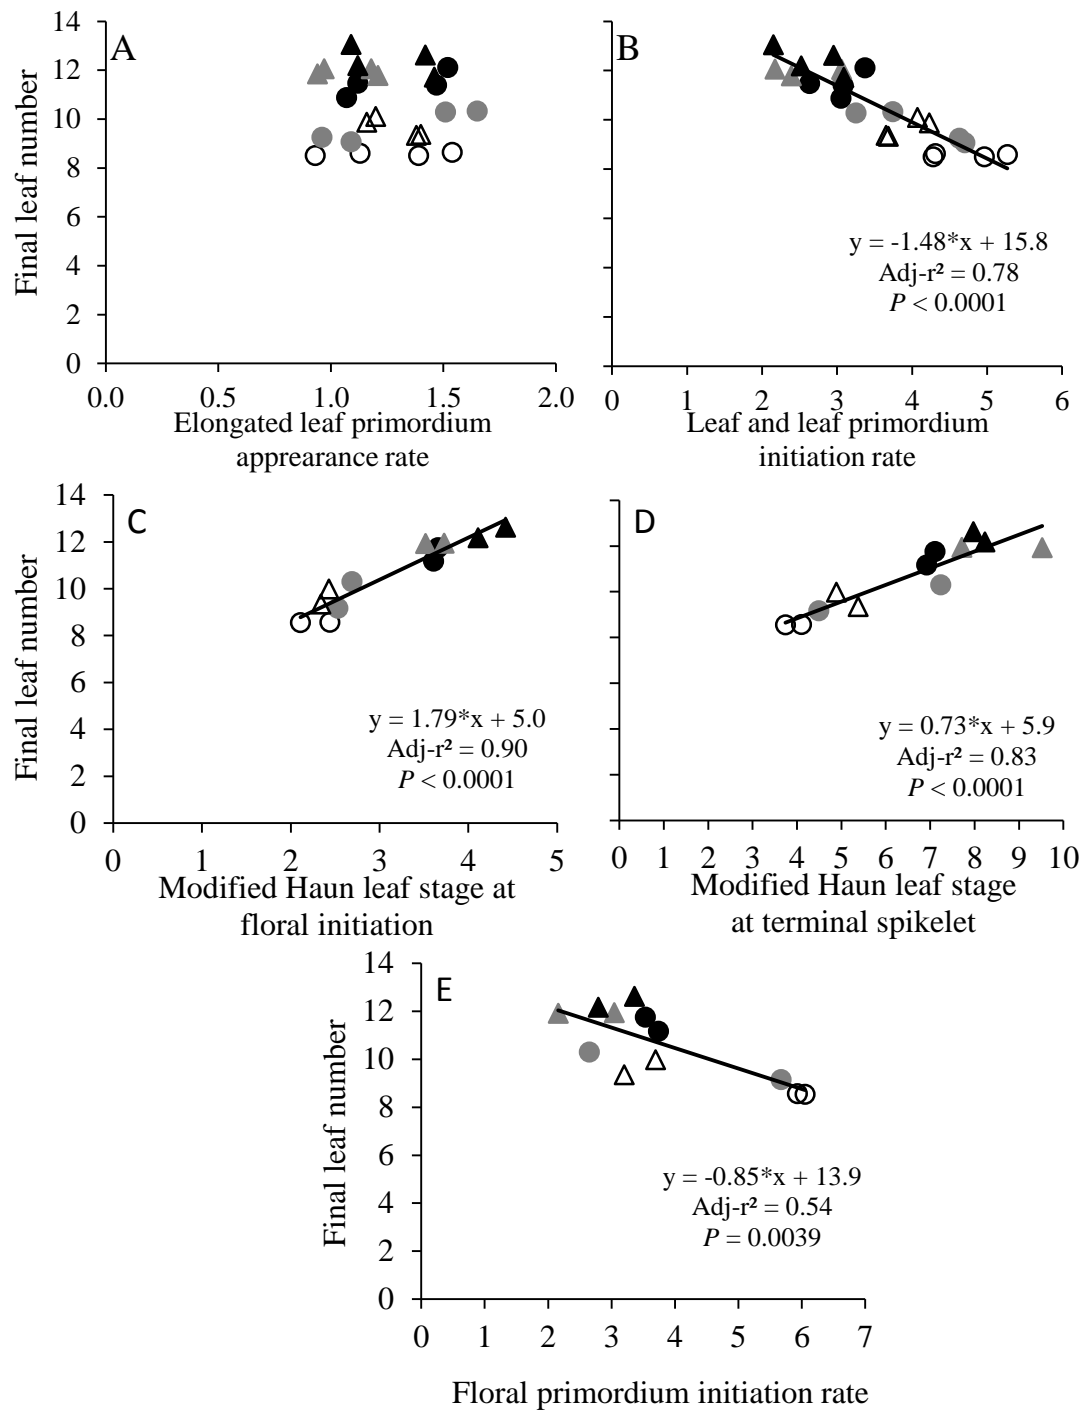 A
Final leaf number
14
12
10
8
6
4
2
0
0.0 0.5 1.0 1.5 2.0
Elongated leaf primordium
apprearance rate
B
y = -1.48*x + 15.8
Adj-r² = 0.78
P < 0.0001
0 1 2 3 4 5 6
Leaf and leaf primordium
initiation rate
C
Final leaf number
14
12
10
8
6
4
2
0
y = 1.79*x + 5.0
Adj-r² = 0.90
P < 0.0001
0 2 3 4 5
Modified Haun leaf stage at
floral initiation
D
y = 0.73*x + 5.9
Adj-r² = 0.83
P < 0.0001
0 1 2 3 4 5 6 7 8 9 10
Modified Haun leaf stage
at terminal spikelet
E
Final leaf number
14
12
10
8
6
4
2
0
y = -0.85*x + 13.9
Adj-r² = 0.54
P = 0.0039
0 1 2 3 4 5 6 7
Floral primordium initiation rate